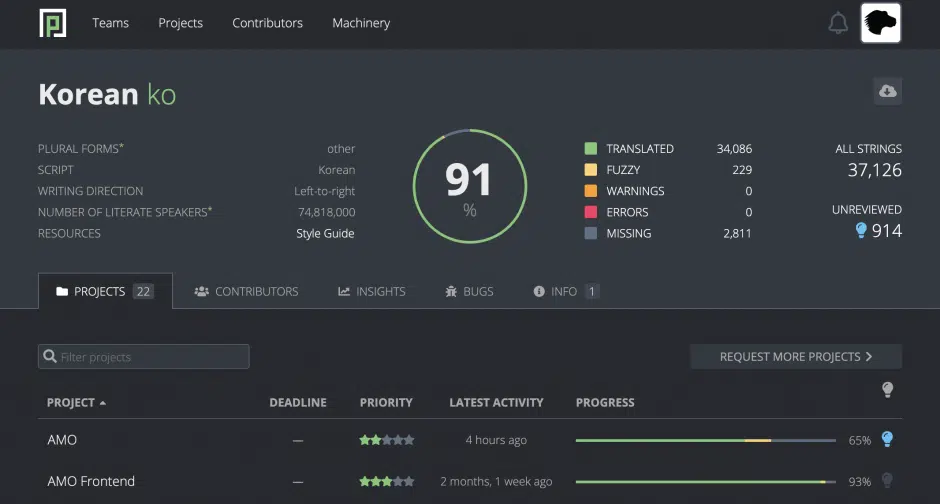 Teams Projects Contributors Machinery
Korean ko
PLURAL FORMS* other
SCRIPT Korean
WRITING DIRECTION Left-to-right
NUMBER OF LITERATE SPEAKERS* 74,818,000
RESOURCES Style Guide
91
%
TRANSLATED 34,086
FUZZY 229
WARNINGS 0
ERRORS 0
MISSING 2,811
ALL STRINGS
37,126
UNREVIEWED
914
PROJECTS 22 CONTRIBUTORS INSIGHTS BUGS INFO 1
Filter projects
REQUEST MORE PROJECTS
PROJECT DEADLINE PRIORITY LATEST ACTIVITY PROGRESS
AMO — 4 hours ago 65%
AMO Frontend — 2 months, 1 week ago 93%